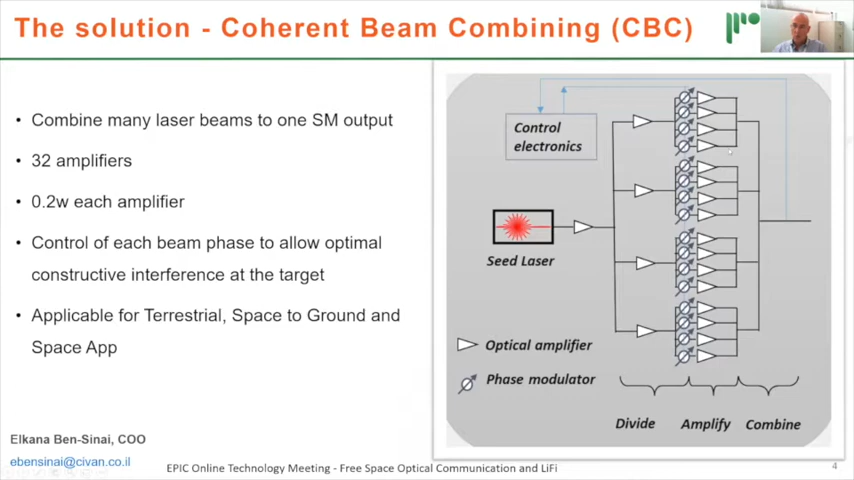 The solution - Coherent Beam Combining (CBC)
• Combine many laser beams to one SM output
• 32 amplifiers
• 0.2w each amplifier
• Control of each beam phase to allow optimal
constructive interference at the target
• Applicable for Terrestrial, Space to Ground and
Space App
Control
electronics
Seed Laser
Optical amplifier
Phase modulator
Divide Amplify Combine
Elkana Ben-Sinai, COO
ebensinai@civan.co.il
EPIC Online Technology Meeting - Free Space Optical Communication and LiFi
4